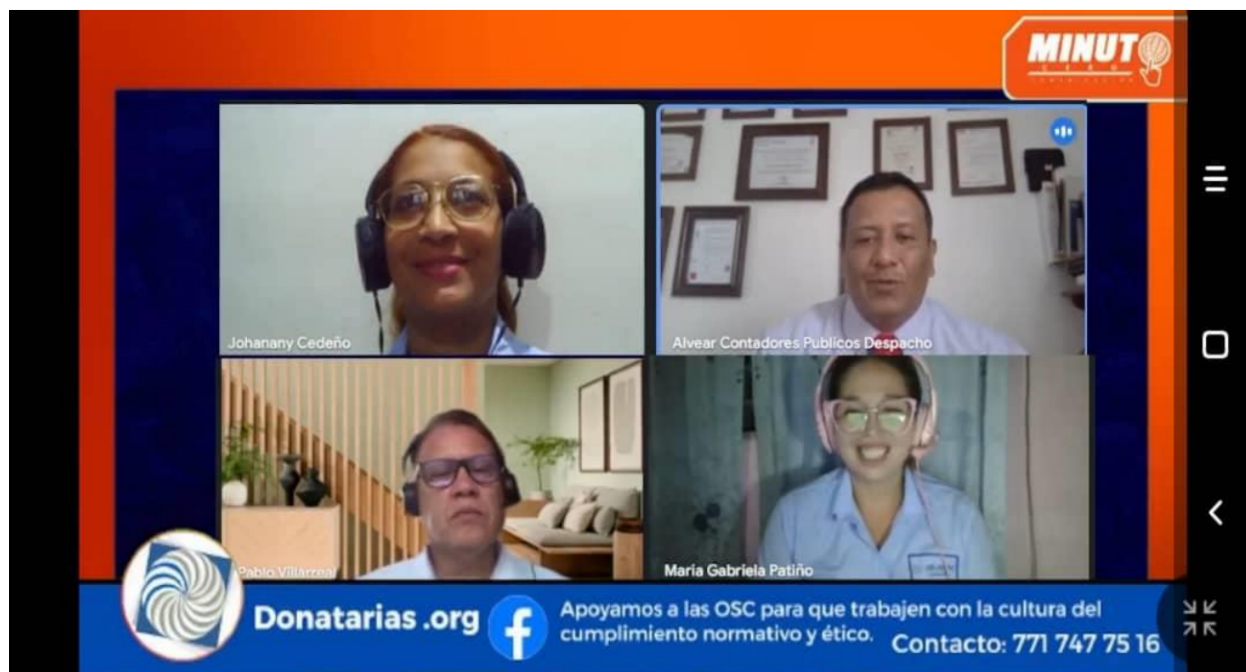 MINUTO
CERO
Johanany Cedeño
Alvear Contadores Publicos Despacho
Pablo Villarreal
María Gabriela Patiño
Donatarias .org
Apoyamos a las OSC para que trabajen con la cultura del
cumplimiento normativo y ético.
Contacto: 771 747 75 16